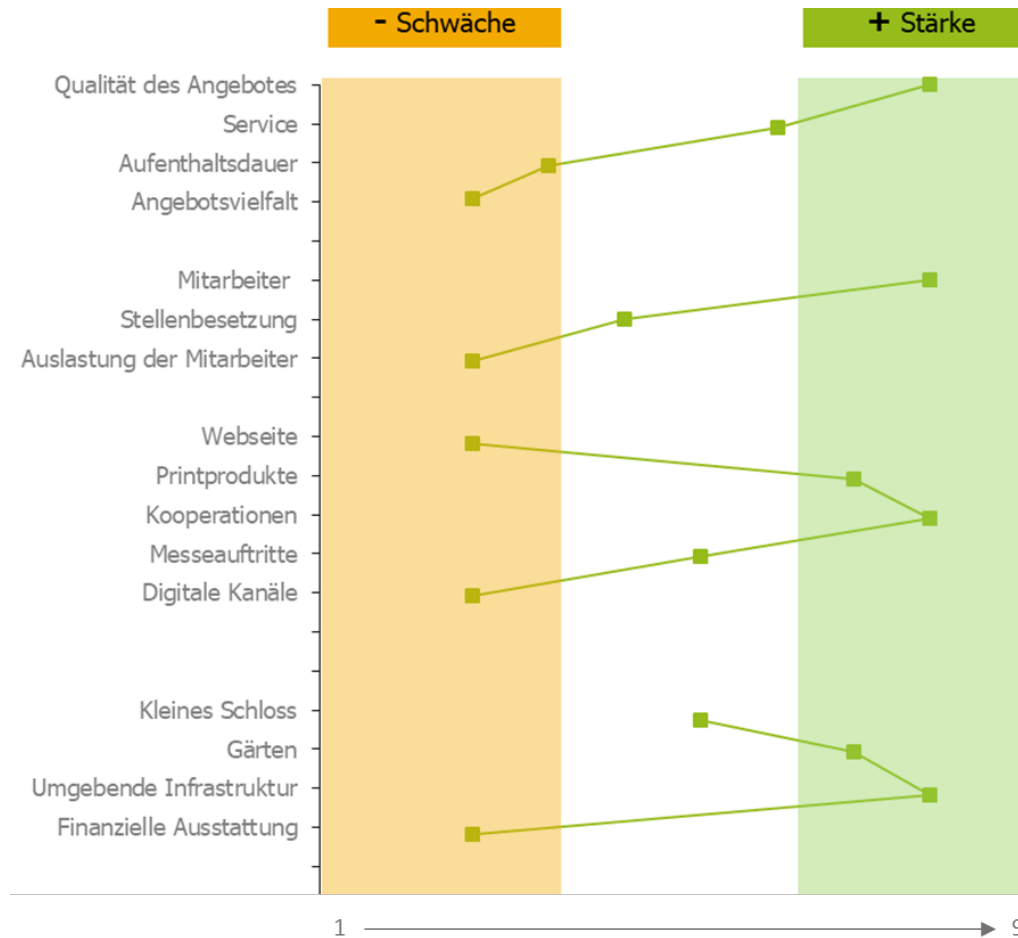 - Schwäche
+ Stärke
Qualität des Angebotes
Service
Aufenthaltsdauer
Angebotsvielfalt
Mitarbeiter
Stellenbesetzung
Auslastung der Mitarbeiter
Webseite
Printprodukte
Kooperationen
Messeauftritte
Digitale Kanäle
Kleines Schloss
Gärten
Umgebende Infrastruktur
Finanzielle Ausstattung
1
9